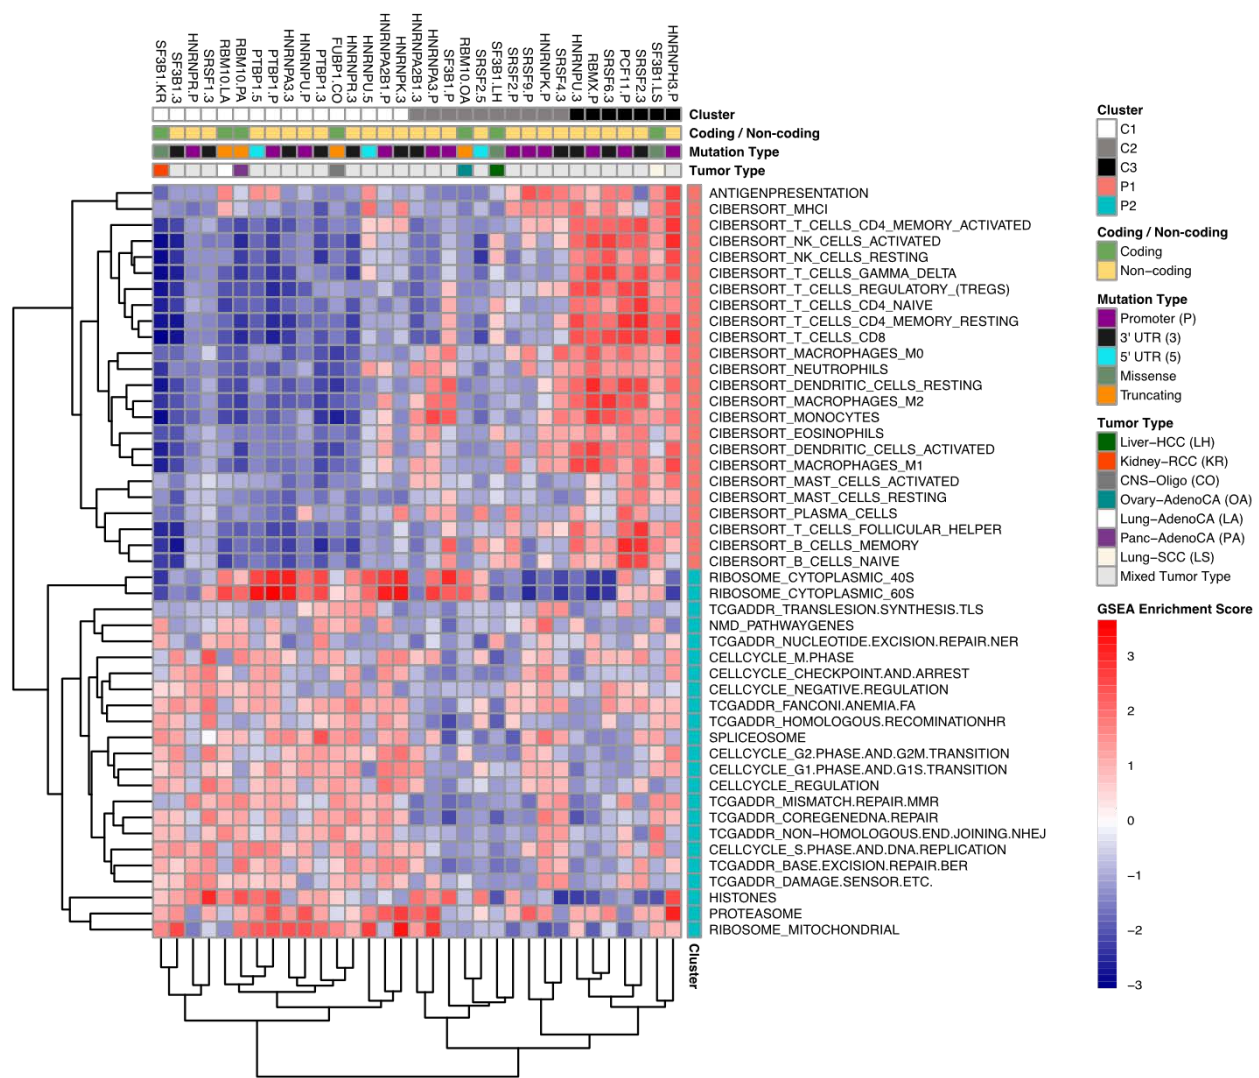 SF3B1.KR
SF3B1.3
HNRNPR.P
SRSF1.3
RBM10.LA
RBM10.PA
PTBP1.5
PTBP1.P
HNRNPA3.3
HNRNPU.P
PTBP1.3
FUBP1.CO
HNRNPR.3
HNRNPU.5
HNRNPA2B1.P
HNRNPK.3
HNRNPA2B1.3
HNRNPA3.P
SF3B1.P
RBM10.OA
SRSF2.5
SF3B1.LH
SRSF2.P
SRSF9.P
HNRNPK.P
SRSF4.3
HNRNPU.3
RBMX.P
SRSF6.3
PCF11.P
SRSF2.3
SF3B1.LS
HNRNPH3.P
Cluster
Coding / Non-coding
Mutation Type
Tumor Type
ANTIGENPRESENTATION
CIBERSORT_MHCI
CIBERSORT_T_CELLS_CD4_MEMORY_ACTIVATED
CIBERSORT_NK_CELLS_ACTIVATED
CIBERSORT_NK_CELLS_RESTING
CIBERSORT_T_CELLS_GAMMA_DELTA
CIBERSORT_T_CELLS_REGULATORY_(TREGS)
CIBERSORT_T_CELLS_CD4_NAIVE
CIBERSORT_T_CELLS_CD4_MEMORY_RESTING
CIBERSORT_T_CELLS_CD8
CIBERSORT_MACROPHAGES_M0
CIBERSORT_NEUTROPHILS
CIBERSORT_DENDRITIC_CELLS_RESTING
CIBERSORT_MACROPHAGES_M2
CIBERSORT_MONOCYTES
CIBERSORT_EOSINOPHILS
CIBERSORT_DENDRITIC_CELLS_ACTIVATED
CIBERSORT_MACROPHAGES_M1
CIBERSORT_MAST_CELLS_ACTIVATED
CIBERSORT_MAST_CELLS_RESTING
CIBERSORT_PLASMA_CELLS
CIBERSORT_T_CELLS_FOLLICULAR_HELPER
CIBERSORT_B_CELLS_MEMORY
CIBERSORT_B_CELLS_NAIVE
RIBOSOME_CYTOPLASMIC_40S
RIBOSOME_CYTOPLASMIC_60S
TCGADDR_TRANSLESION.SYNTHESIS.TLS
NMD_PATHWAYGENES
TCGADDR_NUCLEOTIDE.EXCISION.REPAIR.NER
CELLCYCLE_M.PHASE
CELLCYCLE_CHECKPOINT.AND.ARREST
CELLCYCLE_NEGATIVE.REGULATION
TCGADDR_FANCONI.ANEMIA.FA
TCGADDR_HOMOLOGOUS.RECOMINATIONHR
SPLICEOSOME
CELLCYCLE_G2.PHASE.AND.G2M.TRANSITION
CELLCYCLE_G1.PHASE.AND.G1S.TRANSITION
CELLCYCLE_REGULATION
TCGADDR_MISMATCH.REPAIR.MMR
TCGADDR_COREGENEDNA.REPAIR
TCGADDR_NON-HOMOLOGOUS.END.JOINING.NHEJ
CELLCYCLE_S.PHASE.AND.DNA.REPLICATION
TCGADDR_BASE.EXCISION.REPAIR.BER
TCGADDR_DAMAGE.SENSOR.ETC.
HISTONES
PROTEASOME
RIBOSOME_MITOCHONDRIAL
Cluster
Cluster
C1
C2
C3
P1
P2
Coding / Non-coding
Coding
Non-coding
Mutation Type
Promoter (P)
3' UTR (3)
5' UTR (5)
Missense
Truncating
Tumor Type
Liver-HCC (LH)
Kidney-RCC (KR)
CNS-Oligo (CO)
Ovary-AdenoCA (OA)
Lung-AdenoCA (LA)
Panc-AdenoCA (PA)
Lung-SCC (LS)
Mixed Tumor Type
GSEA Enrichment Score
3
2
1
0
-1
-2
-3